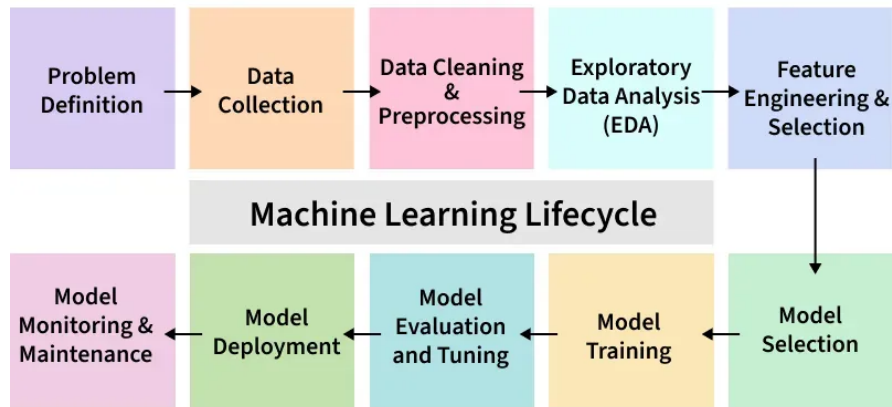 Problem
Definition
Data
Collection
Data Cleaning
&
Preprocessing
Exploratory
Data Analysis
(EDA)
Feature
Engineering &
Selection
Machine Learning Lifecycle
Model
Monitoring &
Maintenance
Model
Deployment
Model
Evaluation
and Tuning
Model
Training
Model
Selection